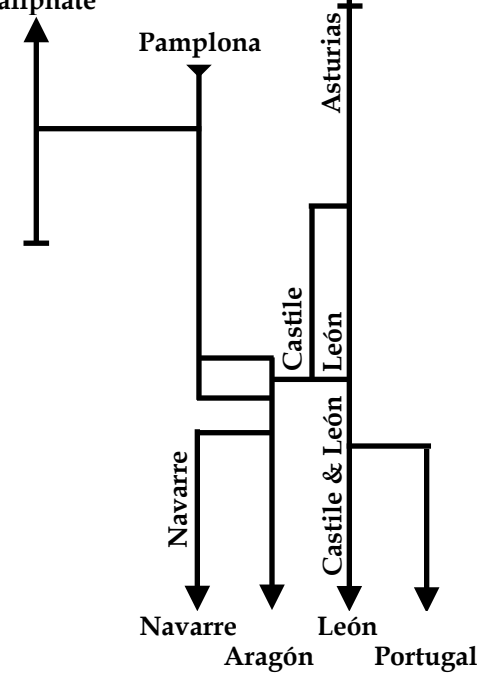 Pamplona
Asturias
Castile
León
Castile & León
Navarre
Navarre
León
Aragón
Portugal